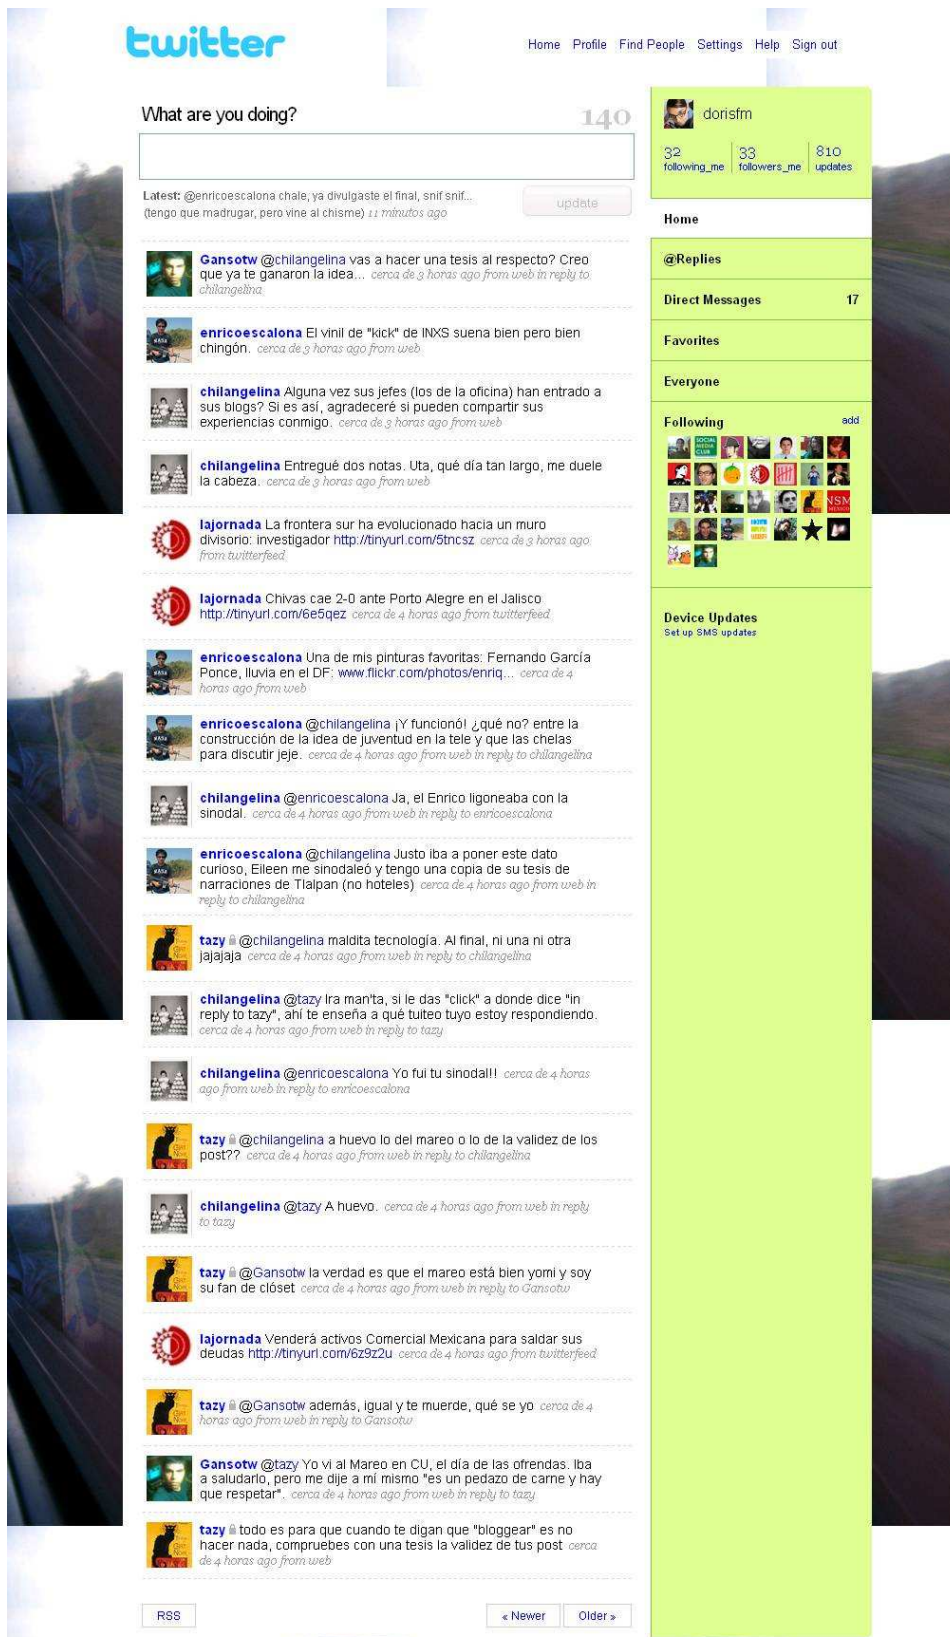 twitter
Home Profile Find People Settings Help Sign out
What are you doing? 140
Latest: @enricoescalona chale, ya divulgaste el final, snif snif...
(tengo que madrugar, pero vine al chisme) 11 minutos ago
update
Gansotw @chilangelina vas a hacer una tesis al respecto? Creo
que ya te ganaron la idea... cerca de 3 horas ago from web in reply to
chilangelina
enricoescalona El vinil de "kick" de INXS suena bien pero bien
chingón. cerca de 3 horas ago from web
chilangelina Alguna vez sus jefes (los de la oficina) han entrado a
sus blogs? Si es así, agradeceré si pueden compartir sus
experiencias conmigo. cerca de 3 horas ago from web
chilangelina Entregué dos notas. Uta, qué día tan largo, me duele
la cabeza. cerca de 3 horas ago from web
lajornada La frontera sur ha evolucionado hacia un muro
divisorio: investigador http://tinyurl.com/5tncsz cerca de 3 horas ago
from twitterfeed
lajornada Chivas cae 2-0 ante Porto Alegre en el Jalisco
http://tinyurl.com/6e5qez cerca de 4 horas ago from twitterfeed
enricoescalona Una de mis pinturas favoritas: Fernando García
Ponce, lluvia en el DF: www.flickr.com/photos/enriq... cerca de 4
horas ago from web
enricoescalona @chilangelina ¡Y funcionó! ¿qué no? entre la
construcción de la idea de juventud en la tele y que las chelas
para discutir jeje. cerca de 4 horas ago from web in reply to chilangelina
chilangelina @enricoescalona Ja, el Enrico ligoneaba con la
sinodal. cerca de 4 horas ago from web in reply to enricoescalona
enricoescalona @chilangelina Justo iba a poner este dato
curioso, Eileen me sinodaleó y tengo una copia de su tesis de
narraciones de Tlalpan (no hoteles) cerca de 4 horas ago from web in
reply to chilangelina
tazy @chilangelina maldita tecnología. Al final, ni una ni otra
jajajaja cerca de 4 horas ago from web in reply to chilangelina
chilangelina @tazy Ira man'ta, si le das "click" a donde dice "in
reply to tazy", ahí te enseña a qué tuiteo tuyo estoy respondiendo.
cerca de 4 horas ago from web in reply to tazy
chilangelina @enricoescalona Yo fui tu sinodal!! cerca de 4 horas
ago from web in reply to enricoescalona
tazy @chilangelina a huevo lo del mareo o lo de la validez de los
post?? cerca de 4 horas ago from web in reply to chilangelina
chilangelina @tazy A huevo. cerca de 4 horas ago from web in reply
to tazy
tazy @Gansotw la verdad es que el mareo está bien yomi y soy
su fan de clóset cerca de 4 horas ago from web in reply to Gansotw
lajornada Venderá activos Comercial Mexicana para saldar sus
deudas http://tinyurl.com/6z9z2u cerca de 4 horas ago from twitterfeed
tazy @Gansotw además, igual y te muerde, qué se yo cerca de 4
horas ago from web in reply to Gansotw
Gansotw @tazy Yo vi al Mareo en CU, el día de las ofrendas. Iba
a saludarlo, pero me dije a mí mismo "es un pedazo de carne y hay
que respetar". cerca de 4 horas ago from web in reply to tazy
tazy todo es para que cuando te digan que "bloggear" es no
hacer nada, compruebes con una tesis la validez de tus post cerca
de 4 horas ago from web
RSS « Newer Older »
dorisfm
32 33 810
following_me followers_me updates
Home
@Replies
Direct Messages 17
Favorites
Everyone
Following add
SOCIAL
MEDIA
CLUB
NSM
Device Updates
Set up SMS updates